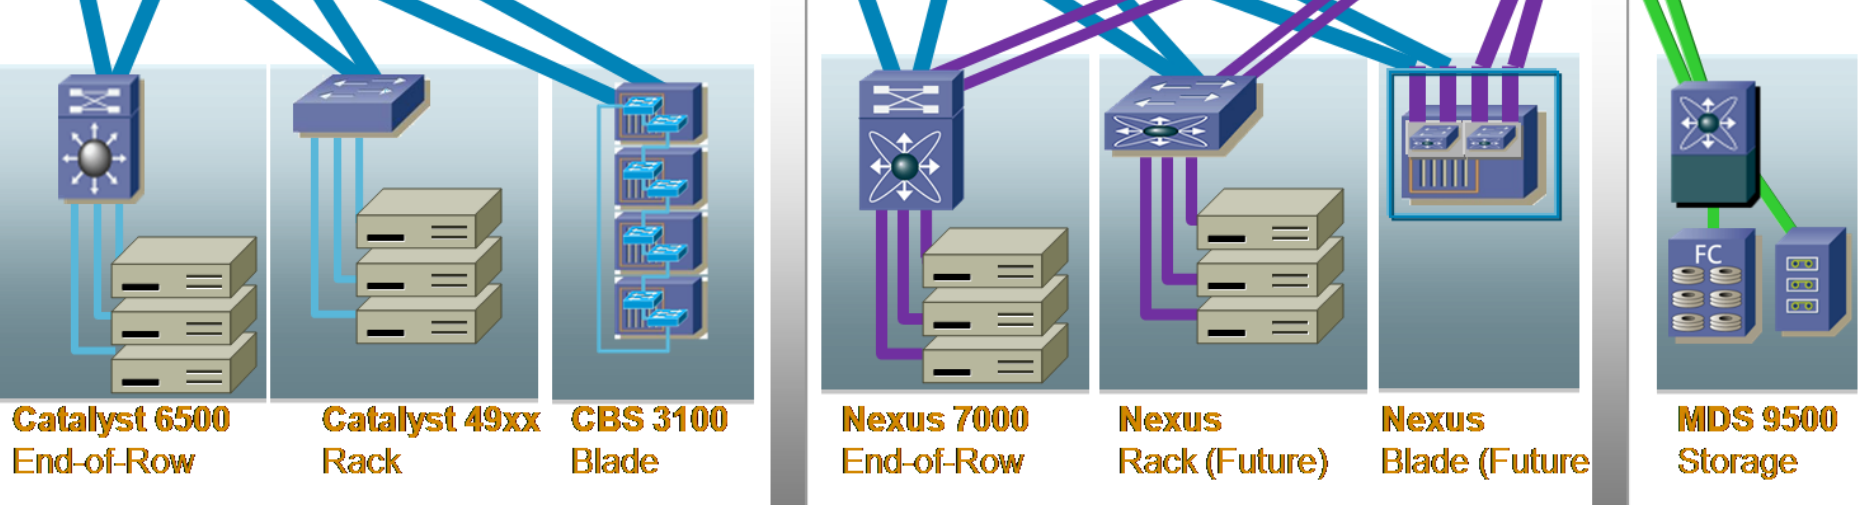 FC
Catalyst 6500
End-of-Row
Catalyst 49xx
Rack
CBS 3100
Blade
Nexus 7000
End-of-Row
Nexus
Rack (Future)
Nexus
Blade (Future
MDS 9500
Storage